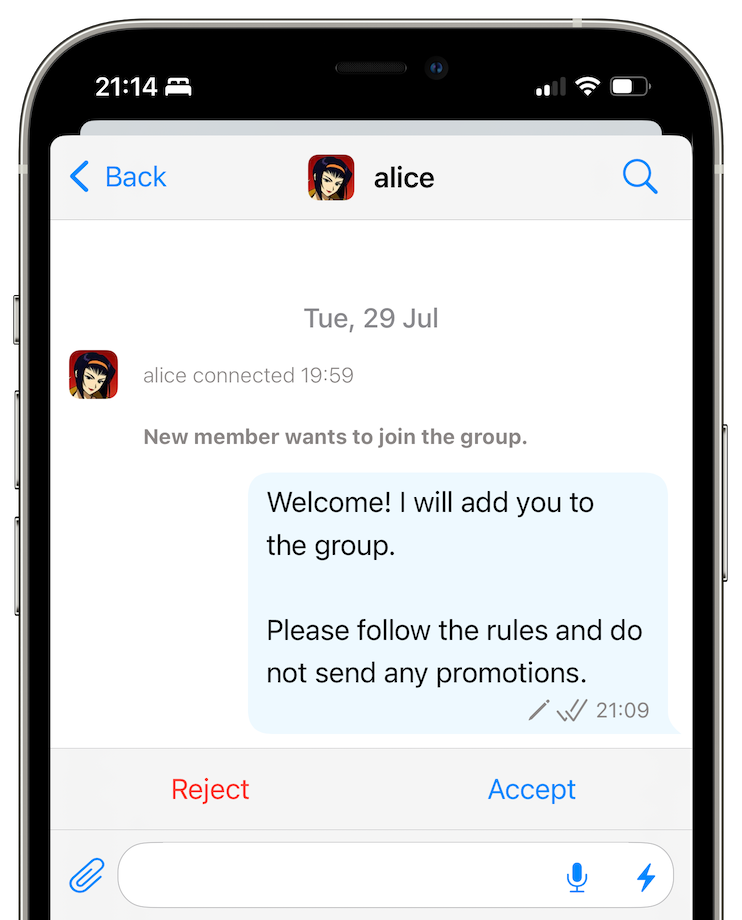 21:14
Back
alice
Tue, 29 Jul
alice connected 19:59
New member wants to join the group.
Welcome! I will add you to
the group.
Please follow the rules and do
not send any promotions.
21:09
Reject
Accept